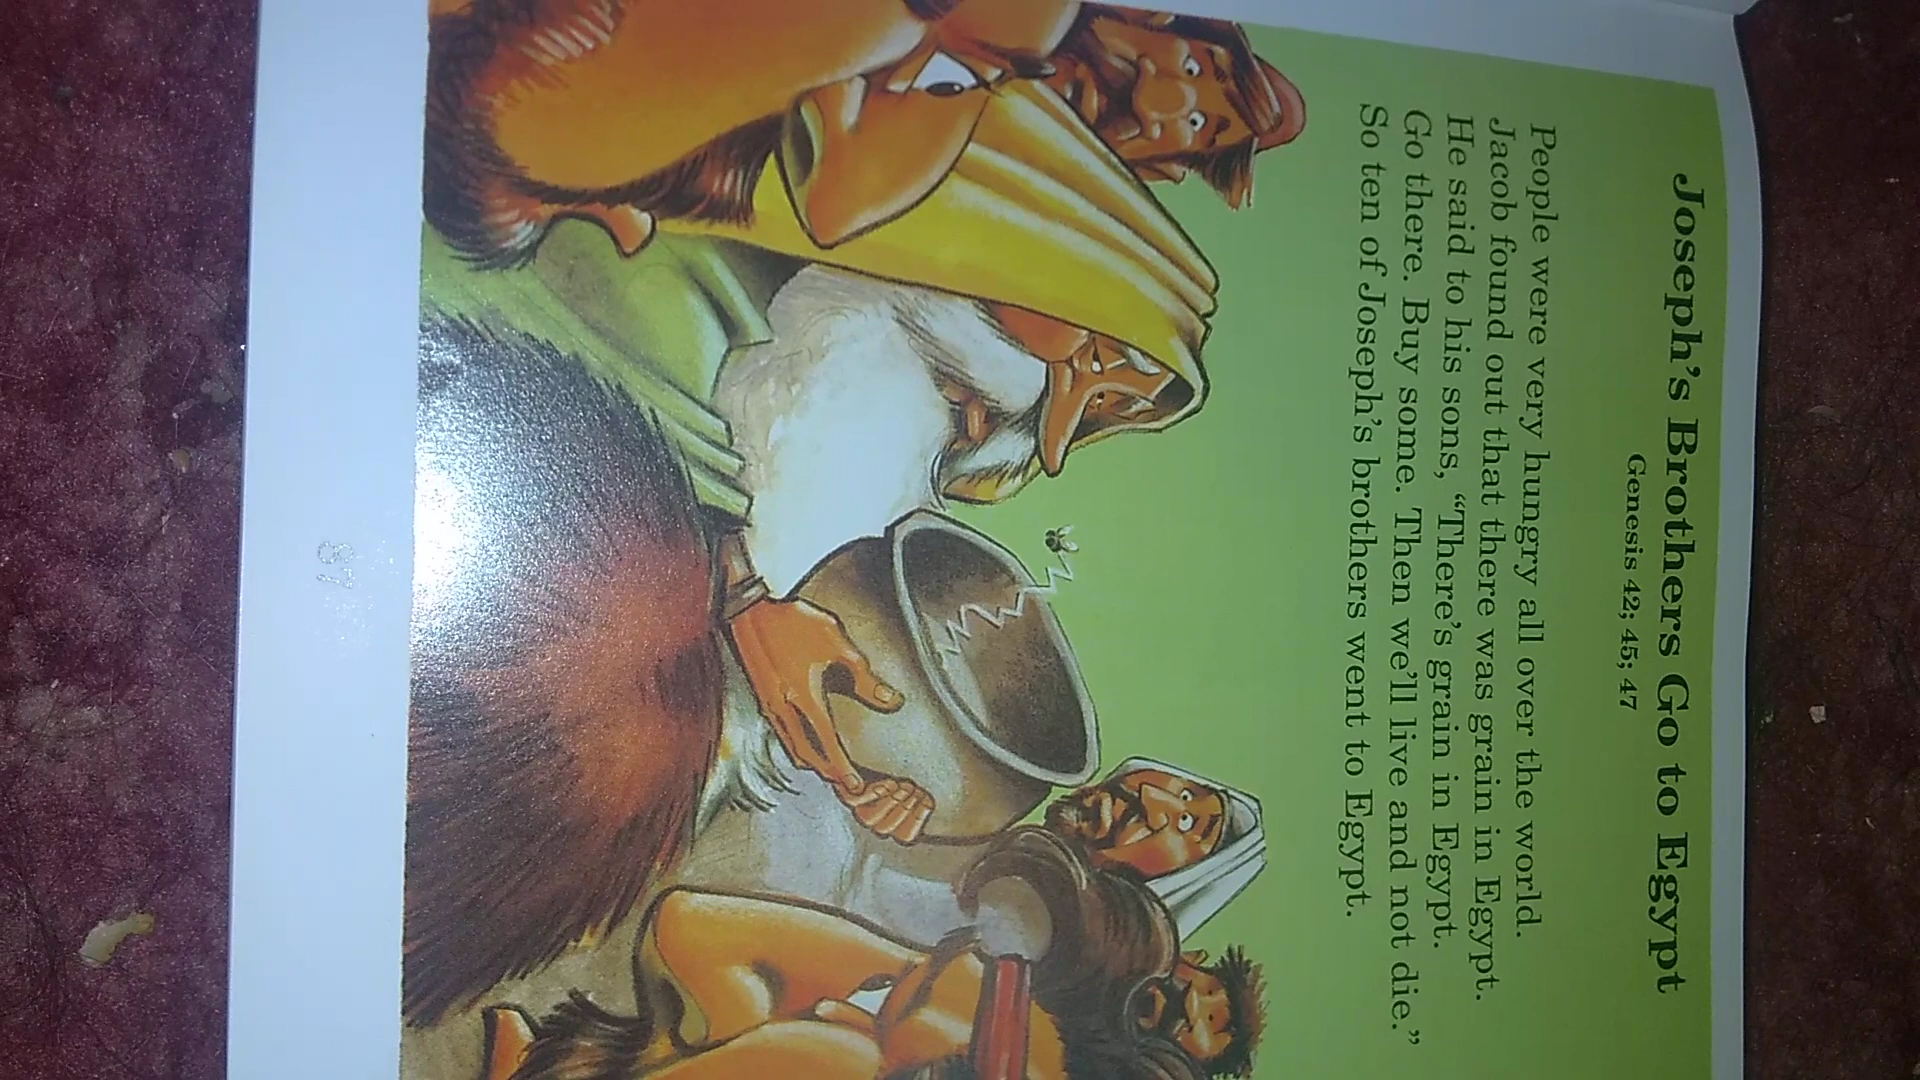 Joseph's Brothers Go to Egypt
Genesis 42; 45; 47
People were very hungry all over the world.
Jacob found out that there was grain in Egypt.
He said to his sons, “There's grain in Egypt.
Go there. Buy some. Then we'll live and not die.”
So ten of Joseph's brothers went to Egypt.
87